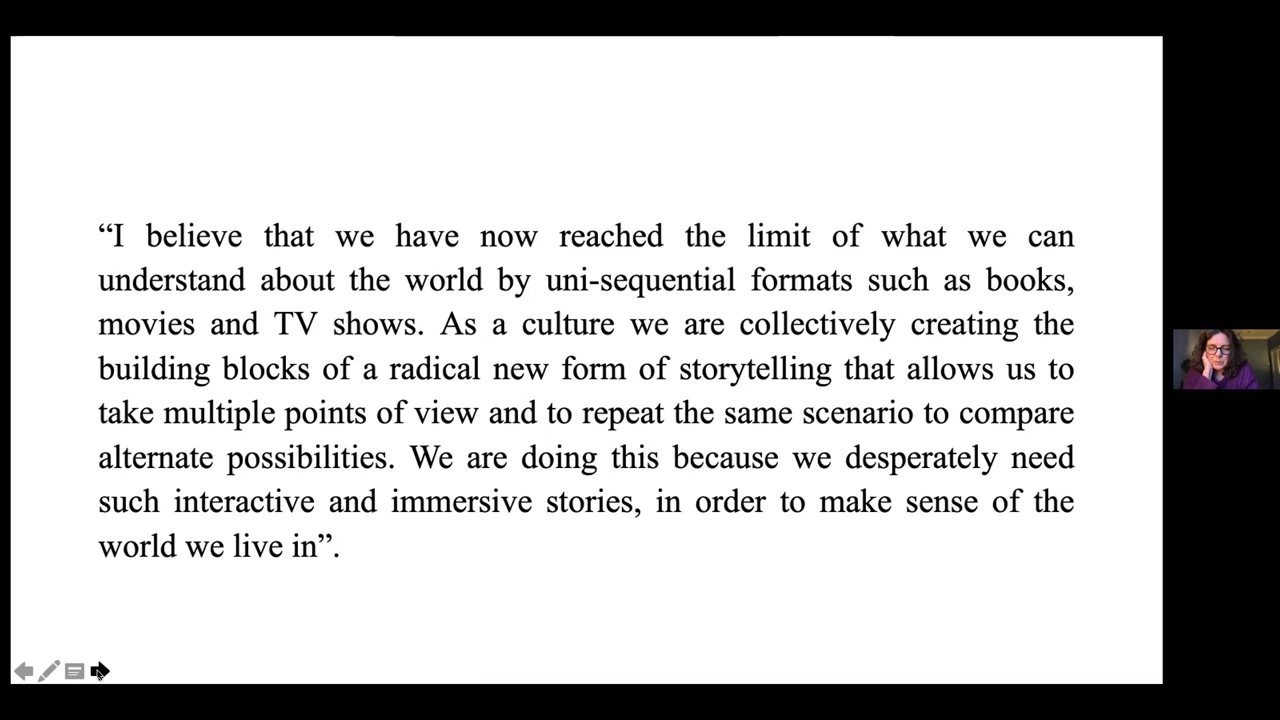 “I believe that we have now reached the limit of what we can
understand about the world by uni-sequential formats such as books,
movies and TV shows. As a culture we are collectively creating the
building blocks of a radical new form of storytelling that allows us to
take multiple points of view and to repeat the same scenario to compare
alternate possibilities. We are doing this because we desperately need
such interactive and immersive stories, in order to make sense of the
world we live in”.